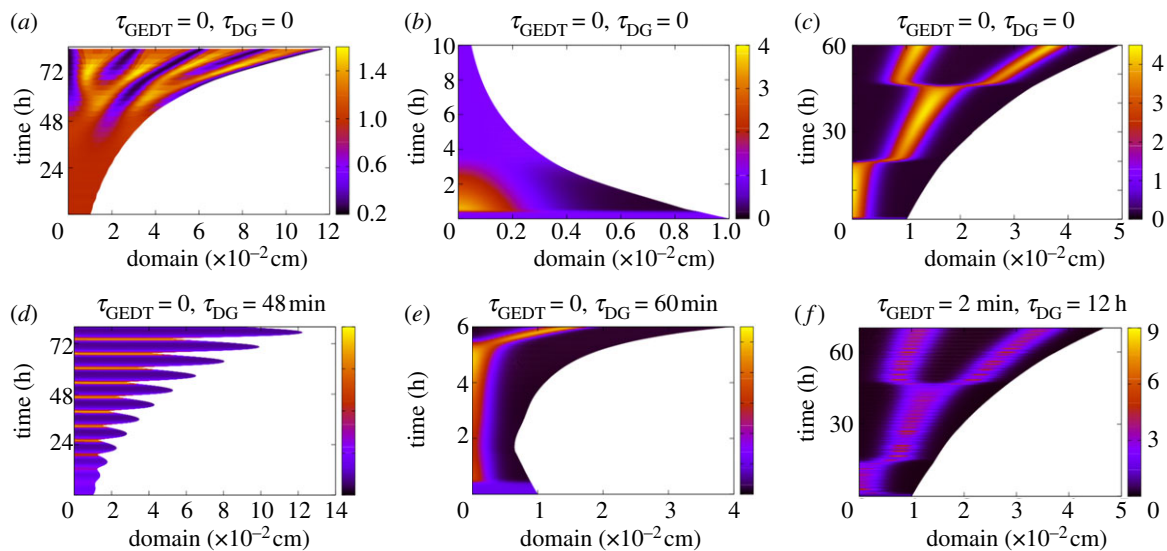 (a) τGEDT = 0, τDG = 0
time (h)
72
48
24
0 2 4 6 8 10 12
domain (×10⁻² cm)
1.4
1.0
0.6
0.2
(b) τGEDT = 0, τDG = 0
time (h)
10
8
6
4
2
0 0.2 0.4 0.6 0.8 1.0
domain (×10⁻² cm)
4
3
2
1
0
(c) τGEDT = 0, τDG = 0
time (h)
60
40
20
0 1 2 3 4 5
domain (×10⁻² cm)
4
3
2
1
0
(d) τGEDT = 0, τDG = 48 min
time (h)
72
48
24
0 2 4 6 8 10 12 14
domain (×10⁻² cm)
(e) τGEDT = 0, τDG = 60 min
time (h)
6
4
2
0 1 2 3 4
domain (×10⁻² cm)
(f) τGEDT = 2 min, τDG = 12 h
time (h)
60
30
0 1 2 3 4 5
domain (×10⁻² cm)
9
6
3
0